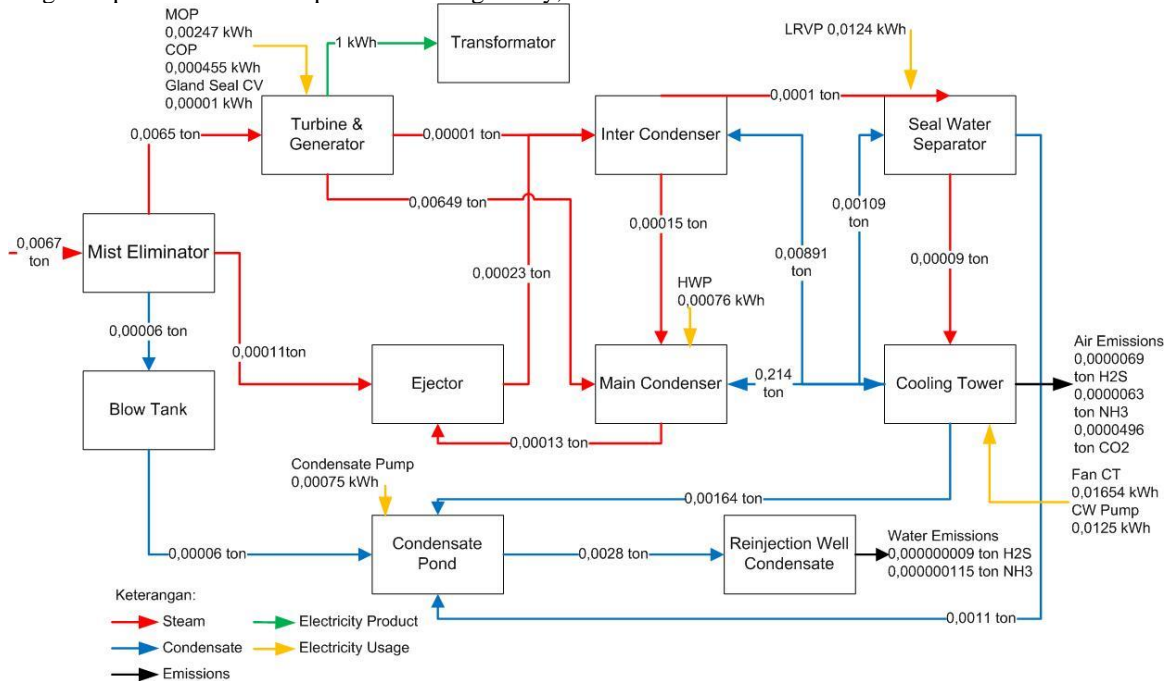 MOP
0,00247 kWh
COP
0,000455 kWh
Gland Seal CV
0,00001 kWh
1 kWh
Transformator
LRVP 0,0124 kWh
0,0065 ton
Turbine &
Generator
0,00001 ton
Inter Condenser
0,0001 ton
Seal Water
Separator
0,00649 ton
0,00109
ton
0,00015 ton
0,0067
ton
Mist Eliminator
0,00023 ton
0,00891
ton
0,00009 ton
HWP
0,00076 kWh
0,00006 ton
0,00011ton
Blow Tank
Ejector
Main Condenser
0,214
ton
Cooling Tower
Air Emissions
0,0000069
ton H2S
0,0000063
ton NH3
0,0000496
ton CO2
0,00013 ton
Condensate Pump
0,00075 kWh
0,00164 ton
Fan CT
0,01654 kWh
CW Pump
0,0125 kWh
0,00006 ton
Condensate
Pond
0,0028 ton
Reinjection Well
Condensate
Water Emissions
0,000000009 ton H2S
0,000000115 ton NH3
0,0011 ton
Keterangan:
Steam
Electricity Product
Condensate
Electricity Usage
Emissions